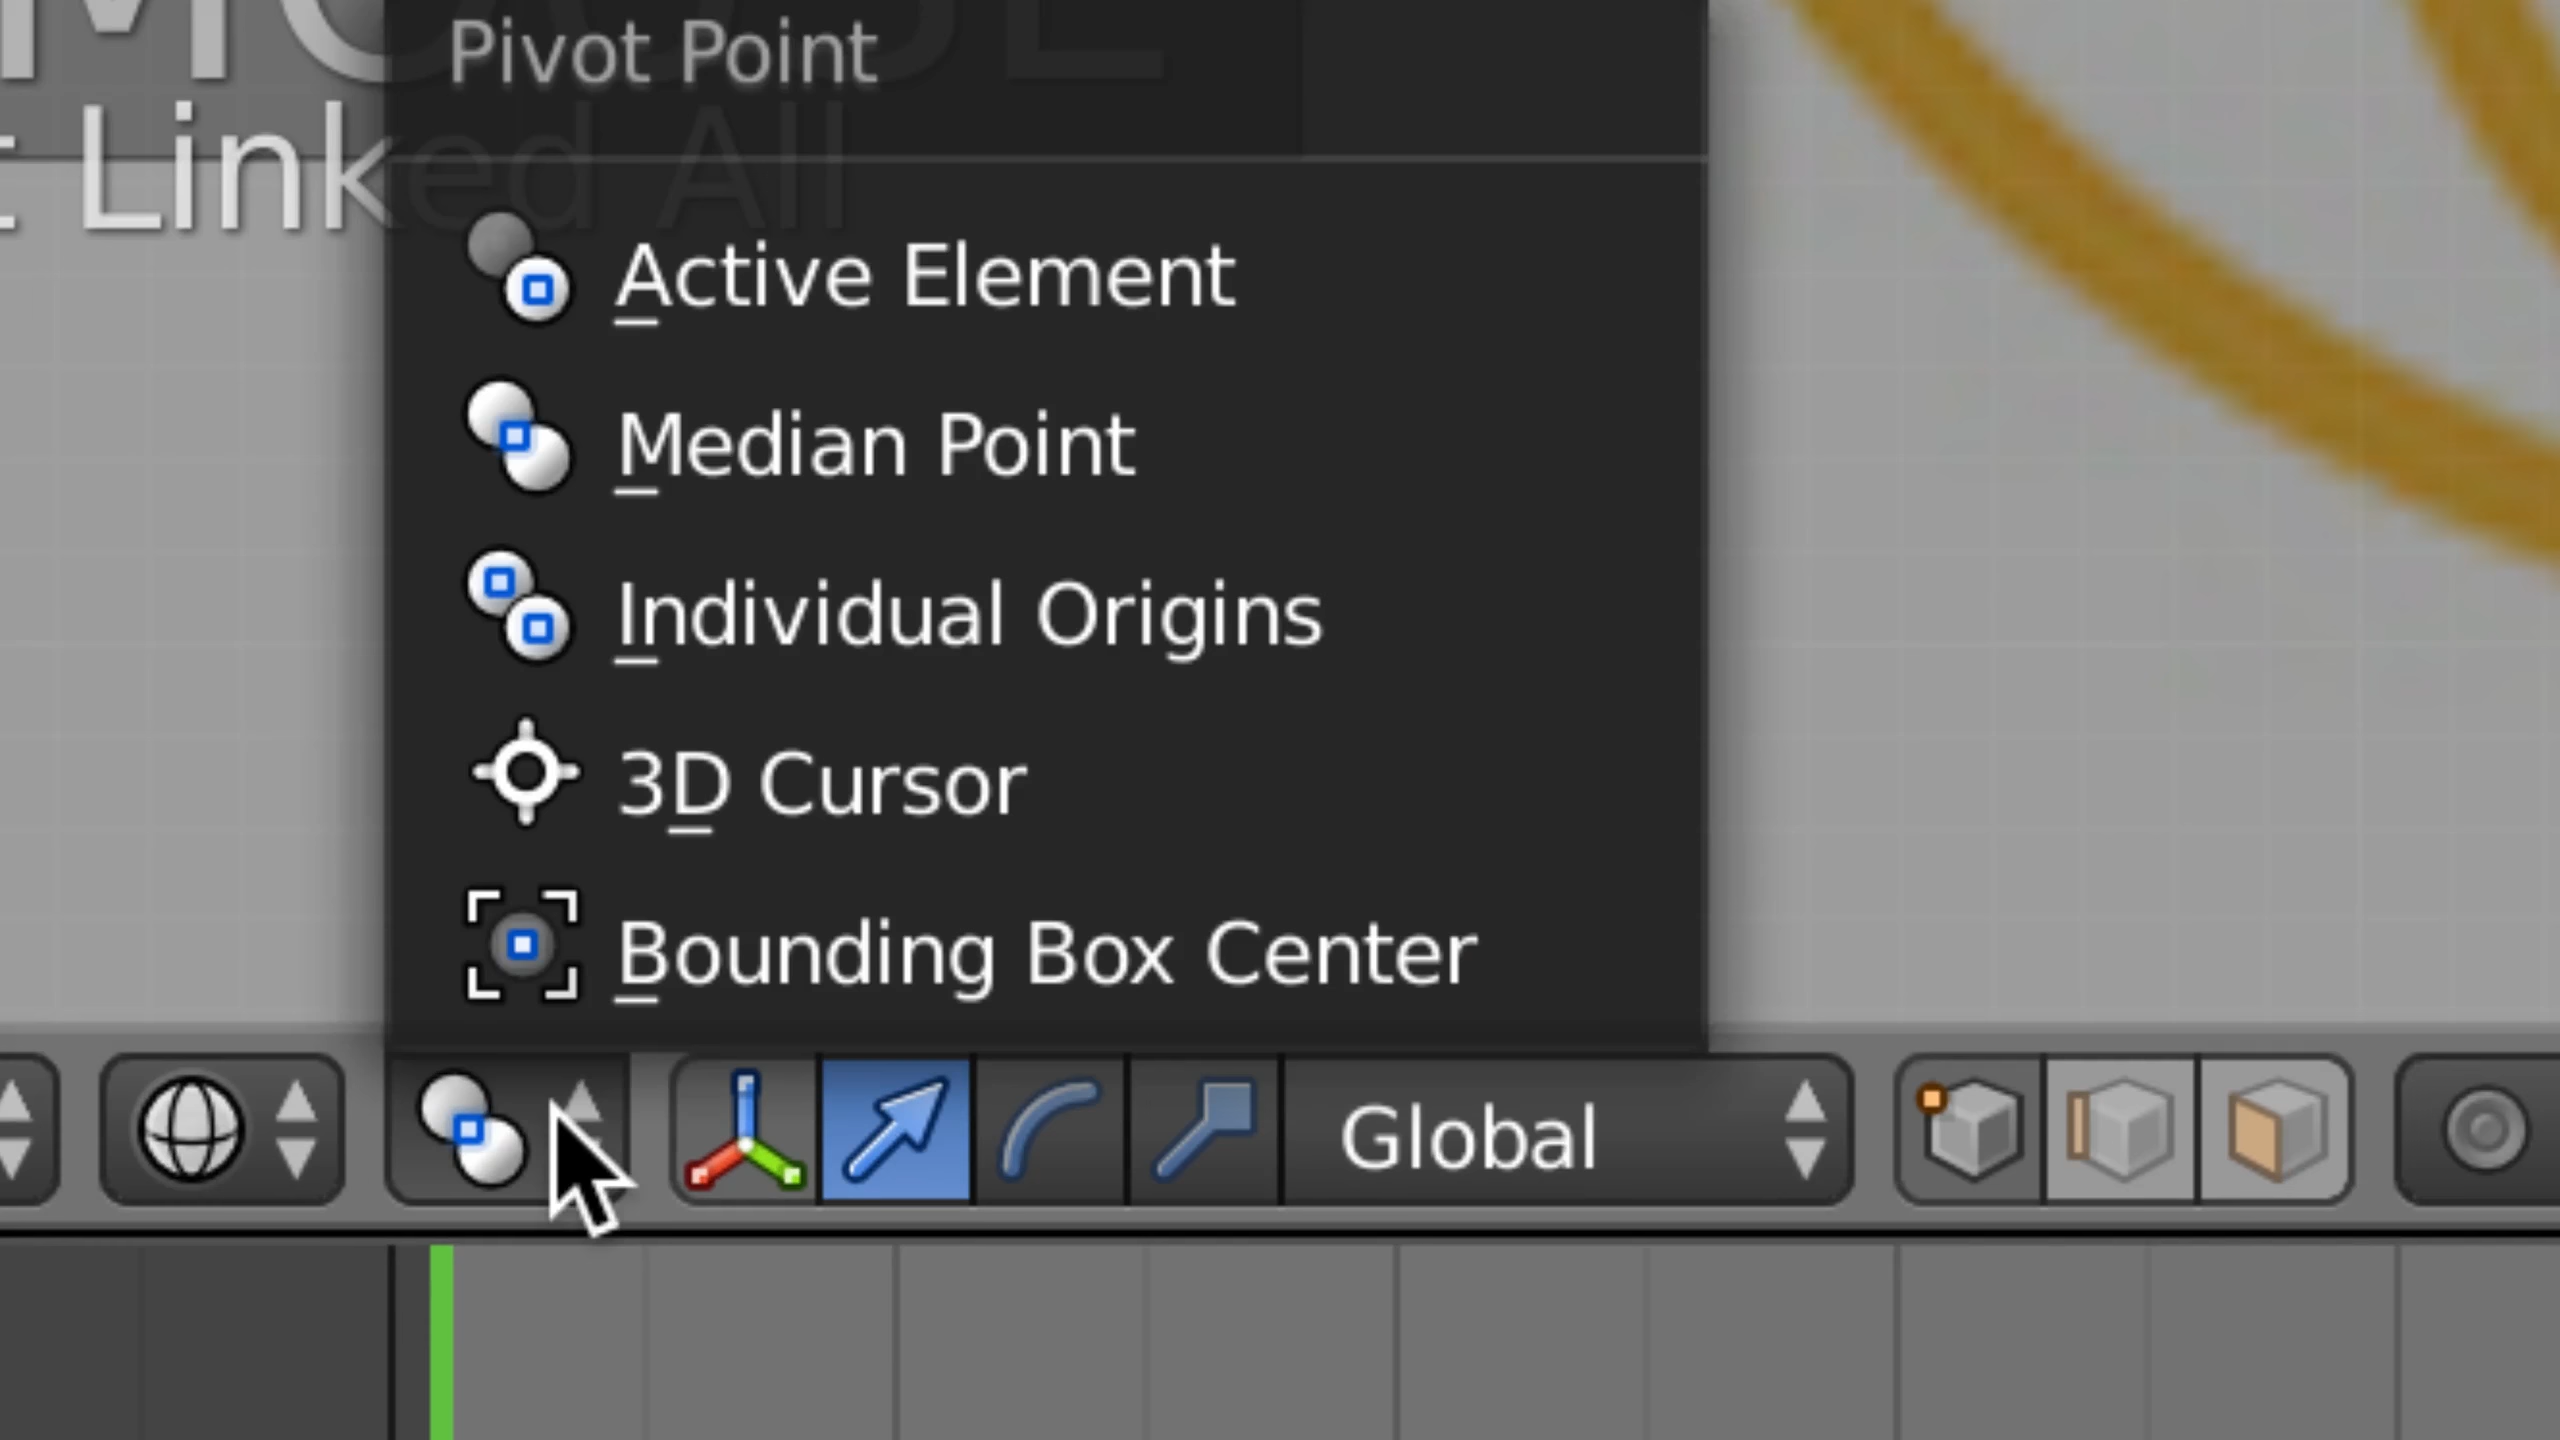 Pivot Point
Linked All
Active Element
Median Point
Individual Origins
3D Cursor
Bounding Box Center
Global